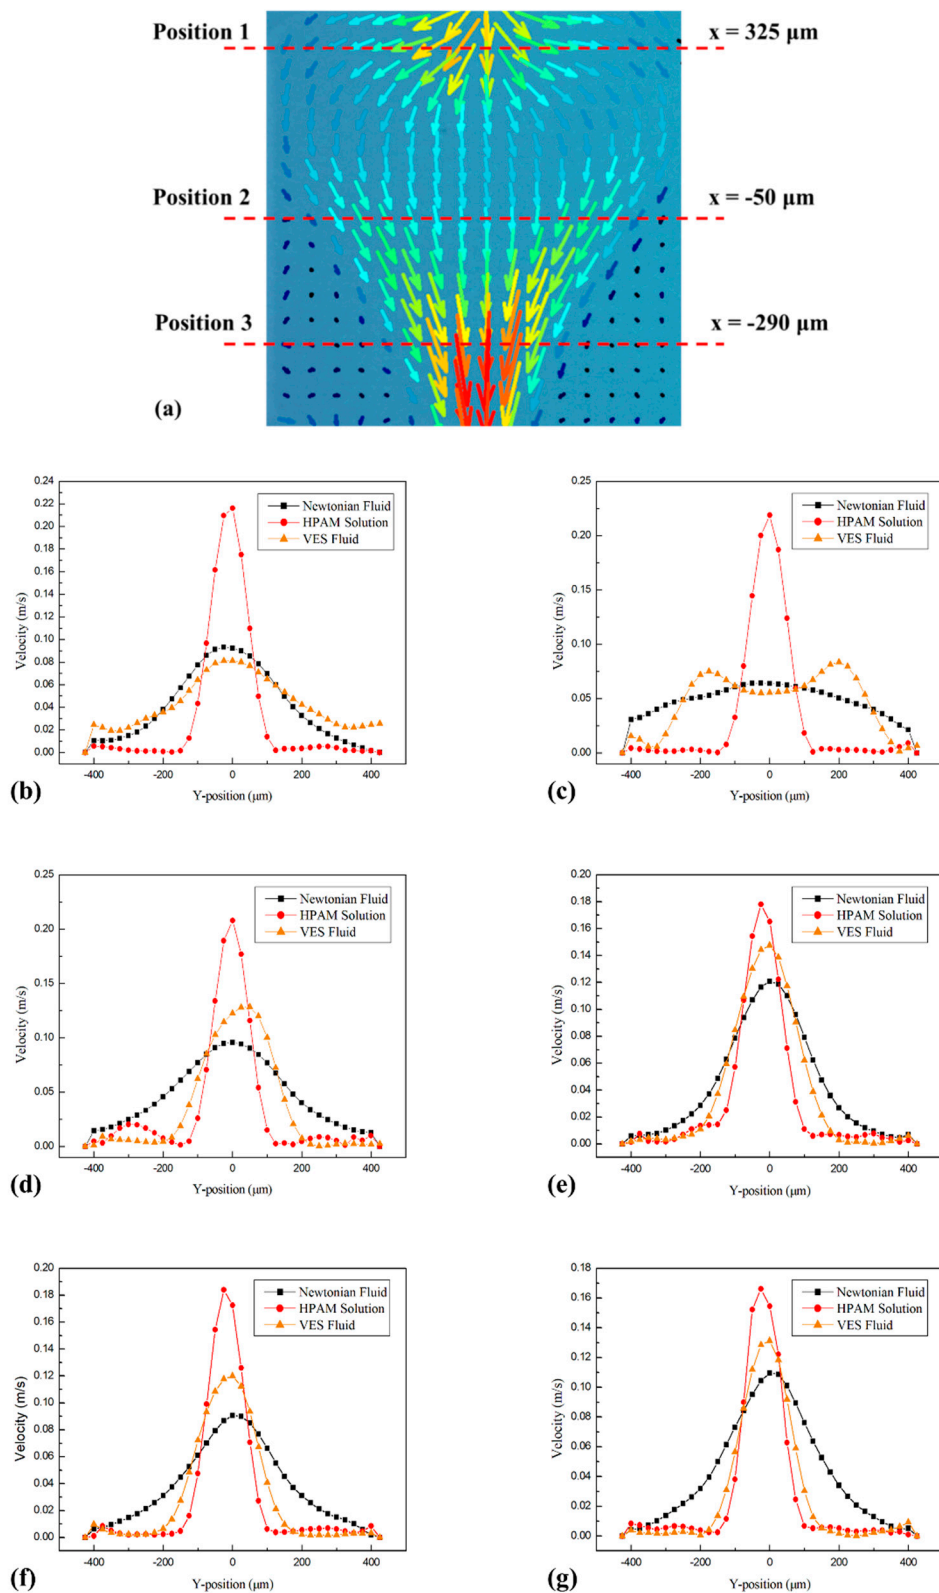 Position 1
x = 325 μm
Position 2
x = -50 μm
Position 3
x = -290 μm
(a)
0.24
0.22
0.20
0.18
0.16
0.14
0.12
0.10
0.08
0.06
0.04
0.02
0.00
Velocity (m/s)
Newtonian Fluid
HPAM Solution
VES Fluid
-400 -200 0 200 400
Y-position (μm)
(b)
0.25
0.20
0.15
0.10
0.05
0.00
Velocity (m/s)
Newtonian Fluid
HPAM Solution
VES Fluid
-400 -200 0 200 400
Y-position (μm)
(c)
0.25
0.20
0.15
0.10
0.05
0.00
Velocity (m/s)
Newtonian Fluid
HPAM Solution
VES Fluid
-400 -200 0 200 400
Y-position (μm)
(d)
0.20
0.18
0.16
0.14
0.12
0.10
0.08
0.06
0.04
0.02
0.00
Velocity (m/s)
Newtonian Fluid
HPAM Solution
VES Fluid
-400 -200 0 200 400
Y-position (μm)
(e)
0.20
0.18
0.16
0.14
0.12
0.10
0.08
0.06
0.04
0.02
0.00
Velocity (m/s)
Newtonian Fluid
HPAM Solution
VES Fluid
-400 -200 0 200 400
Y-position (μm)
(f)
0.18
0.16
0.14
0.12
0.10
0.08
0.06
0.04
0.02
0.00
Velocity (m/s)
Newtonian Fluid
HPAM Solution
VES Fluid
-400 -200 0 200 400
Y-position (μm)
(g)